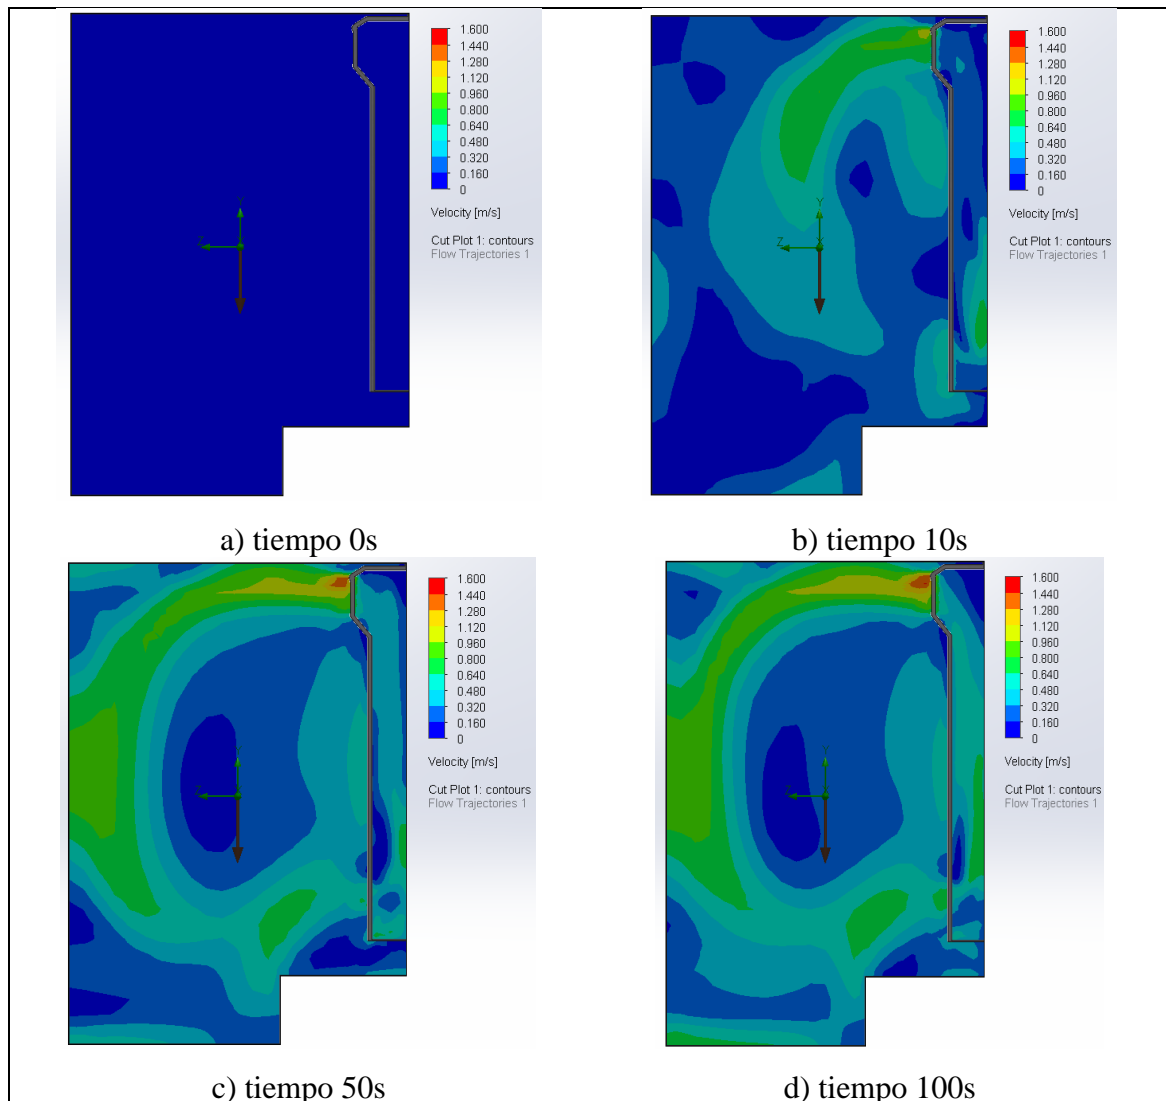 1.600
1.440
1.280
1.120
0.960
0.800
0.640
0.480
0.320
0.160
0
Velocity [m/s]
Cut Plot 1: contours
Flow Trajectories 1
Y
Z
a) tiempo 0s
1.600
1.440
1.280
1.120
0.960
0.800
0.640
0.480
0.320
0.160
0
Velocity [m/s]
Cut Plot 1: contours
Flow Trajectories 1
Y
Z
X
b) tiempo 10s
1.600
1.440
1.280
1.120
0.960
0.800
0.640
0.480
0.320
0.160
0
Velocity [m/s]
Cut Plot 1: contours
Flow Trajectories 1
Y
Z
c) tiempo 50s
1.600
1.440
1.280
1.120
0.960
0.800
0.640
0.480
0.320
0.160
0
Velocity [m/s]
Cut Plot 1: contours
Flow Trajectories 1
Y
Z
d) tiempo 100s